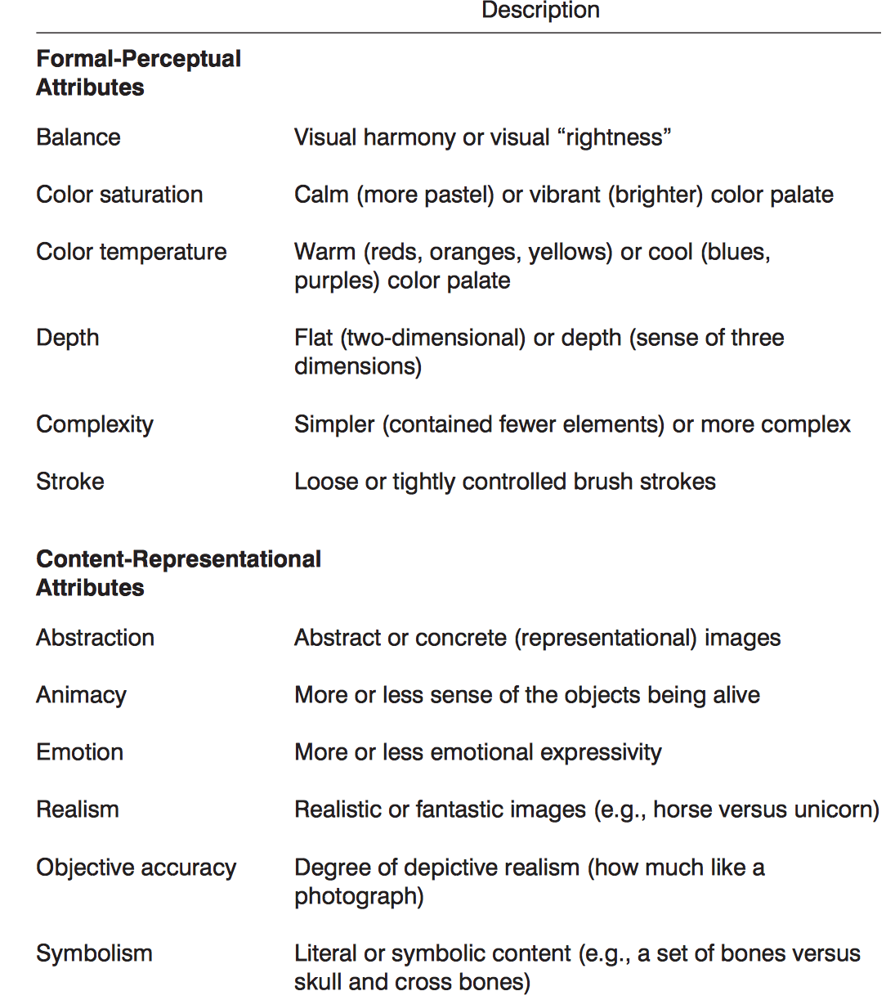 Description
Formal-Perceptual
Attributes
Balance Visual harmony or visual “rightness”
Color saturation Calm (more pastel) or vibrant (brighter) color palate
Color temperature Warm (reds, oranges, yellows) or cool (blues,
purples) color palate
Depth Flat (two-dimensional) or depth (sense of three
dimensions)
Complexity Simpler (contained fewer elements) or more complex
Stroke Loose or tightly controlled brush strokes
Content-Representational
Attributes
Abstraction Abstract or concrete (representational) images
Animacy More or less sense of the objects being alive
Emotion More or less emotional expressivity
Realism Realistic or fantastic images (e.g., horse versus unicorn)
Objective accuracy Degree of depictive realism (how much like a
photograph)
Symbolism Literal or symbolic content (e.g., a set of bones versus
skull and cross bones)